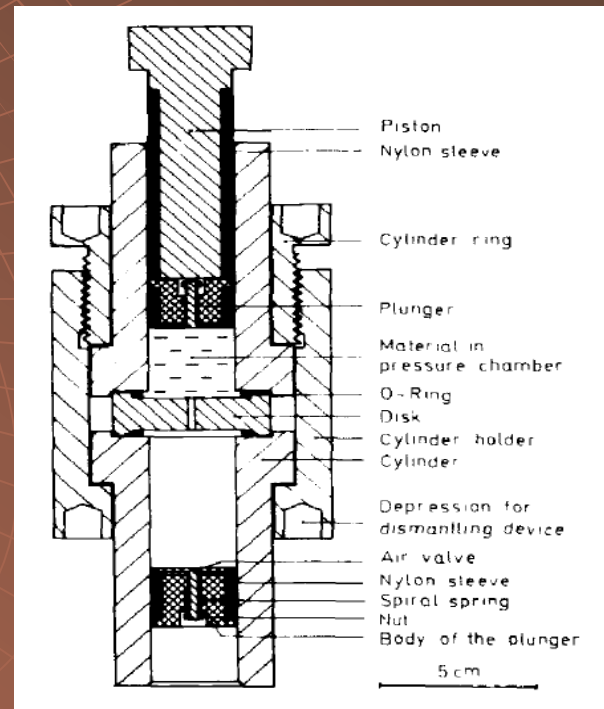 Piston
Nylon sleeve
Cylinder ring
Plunger
Material in
pressure chamber
O-Ring
Disk
Cylinder holder
Cylinder
Depression for
dismantling device
Air valve
Nylon sleeve
Spiral spring
Nut
Body of the plunger
5 cm